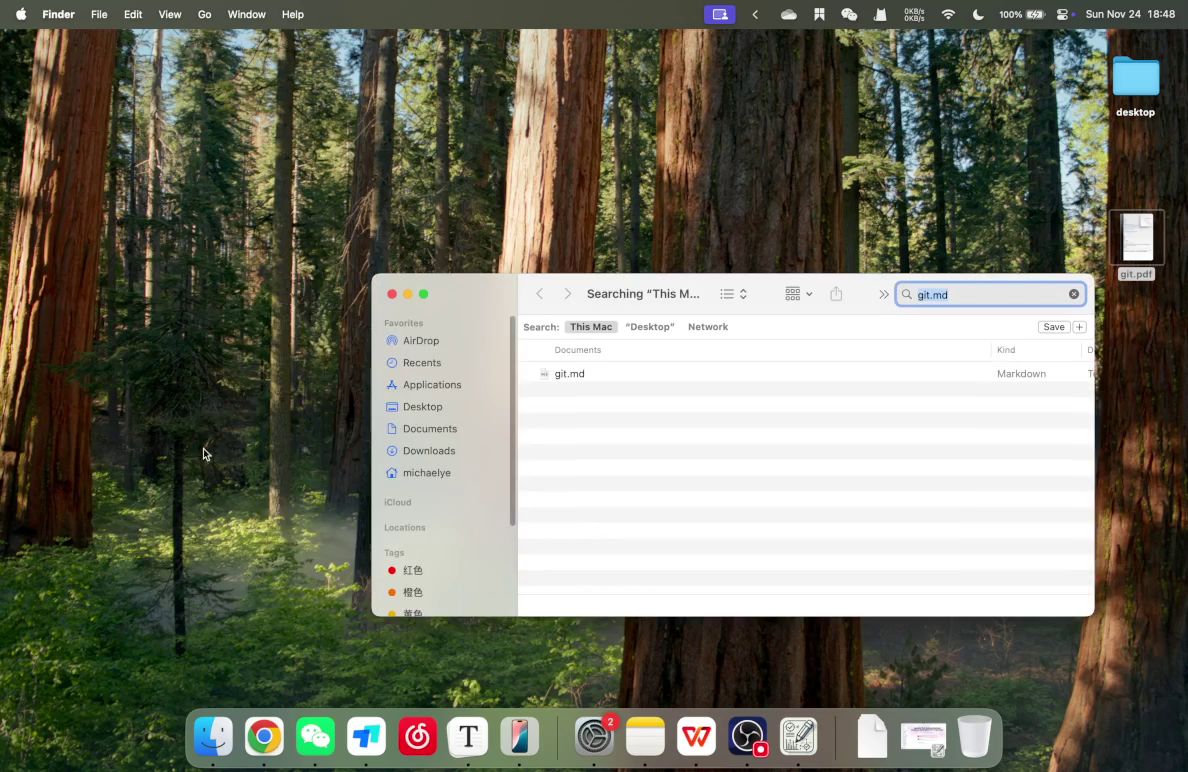 Finder File Edit View Go Window Help 0KB/s 0KB/s 100% Sun Nov 24 18:48
desktop
git.pdf
Searching “This M... git.md
Search: This Mac “Desktop” Network Save +
Documents Kind D
git.md Markdown
Favorites
AirDrop
Recents
Applications
Desktop
Documents
Downloads
michaelye
iCloud
Locations
Tags
红色
橙色
黄色
T
2